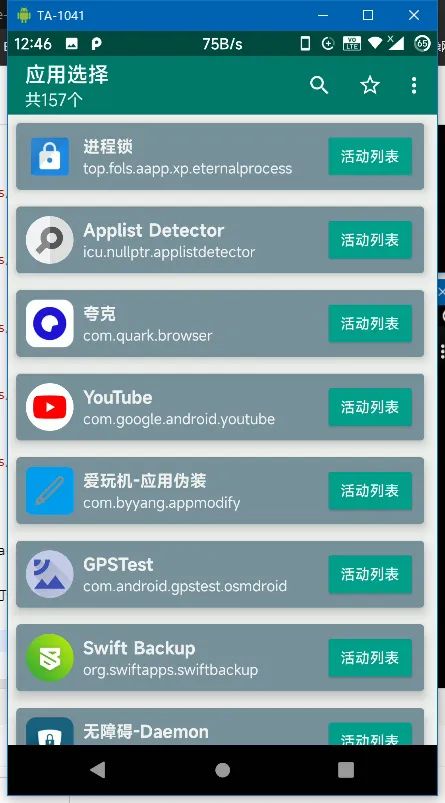 TA-1041
12:46
75B/s
VO
LTE
X
65
应用选择
共157个
进程锁
top.fols.aapp.xp.eternalprocess
活动列表
Applist Detector
icu.nullptr.applistdetector
活动列表
夸克
com.quark.browser
活动列表
YouTube
com.google.android.youtube
活动列表
爱玩机-应用伪装
com.byyang.appmodify
活动列表
GPSTest
com.android.gpstest.osmdroid
活动列表
Swift Backup
org.swiftapps.swiftbackup
活动列表
无障碍-Daemon
活动列表